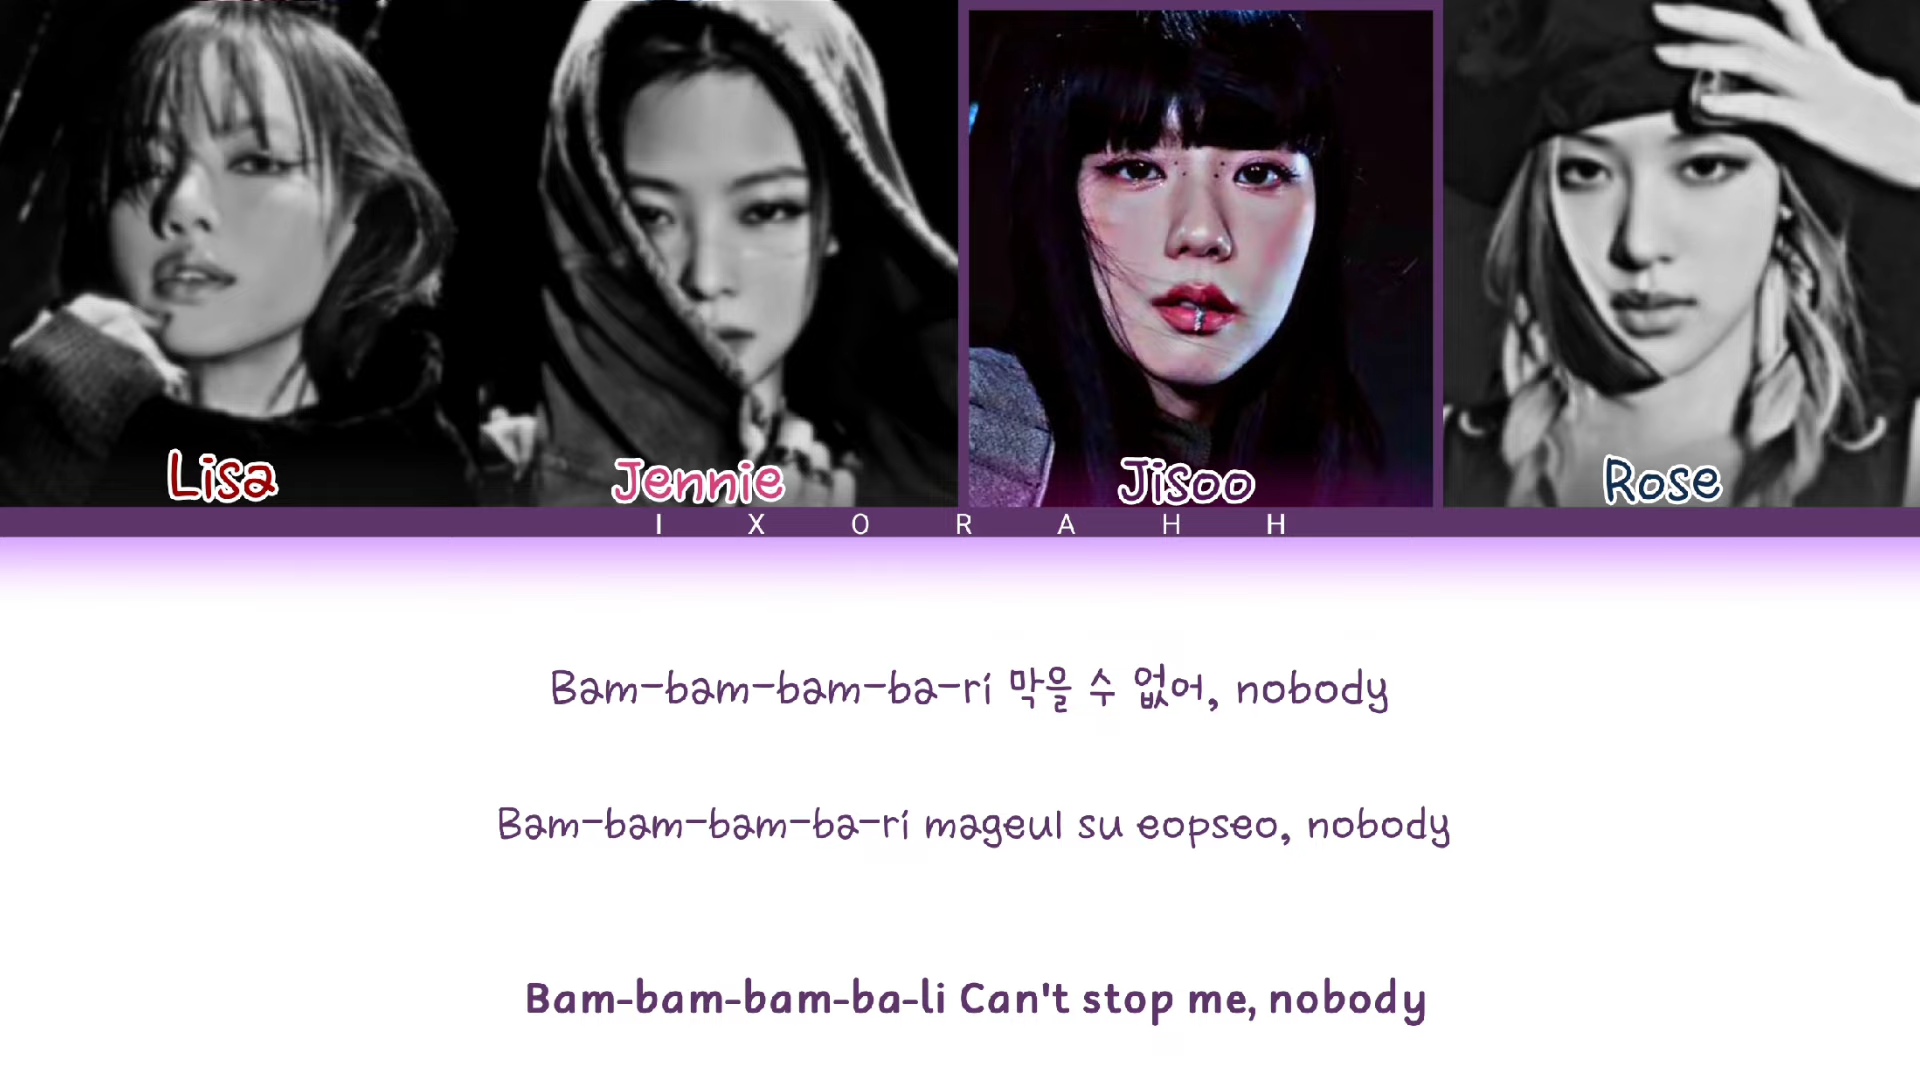 Lisa
Jennie
Jisoo
Rose
IXORAHH
Bam-bam-bam-ba-ri 막을 수 없어, nobody
Bam-bam-bam-ba-ri mageul su eopseo, nobody
Bam-bam-bam-ba-li Can't stop me, nobody